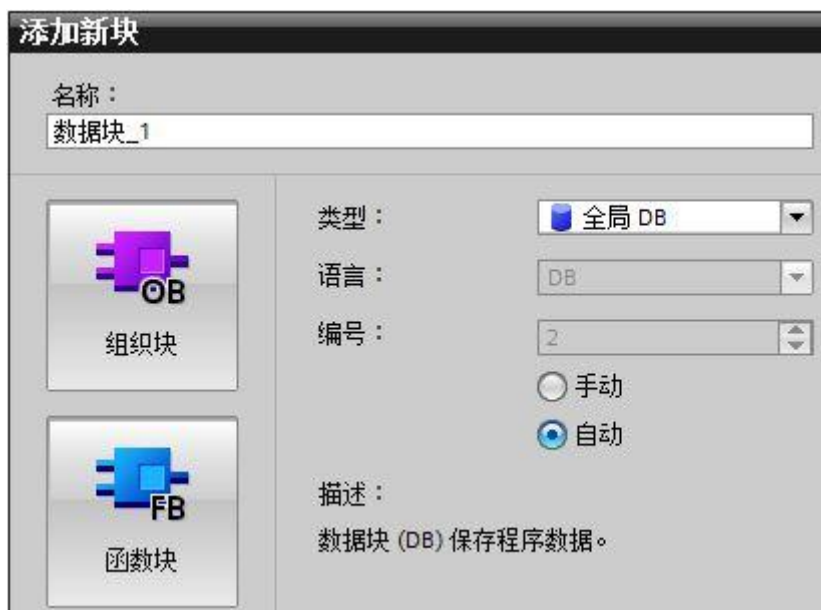 添加新块
名称：
数据块_1
类型：
全局 DB
语言：
DB
编号：
2
手动
自动
描述：
数据块 (DB) 保存程序数据。
OB
组织块
FB
函数块